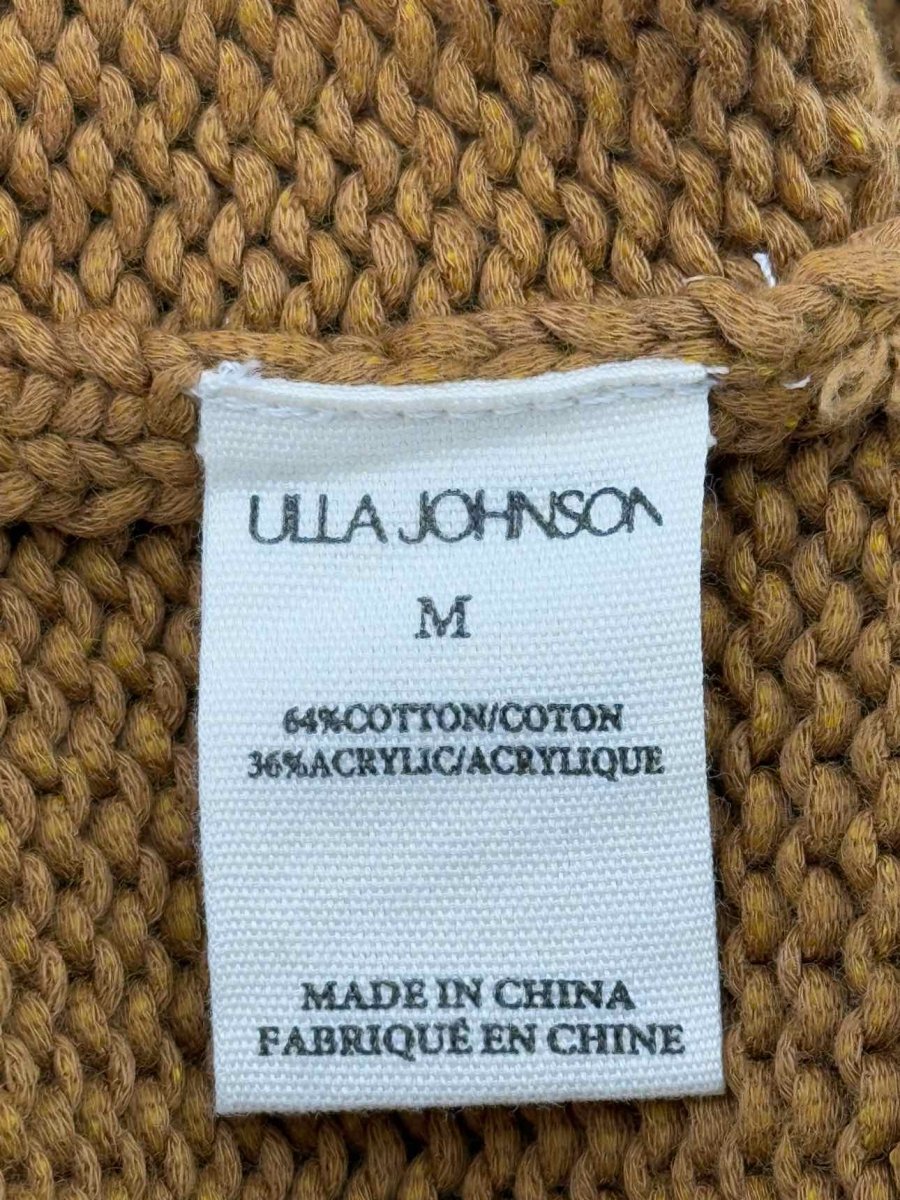 ULLA JOHNSON
M
64%COTTON/COTON
36%ACRYLIC/ACRYLIQUE
MADE IN CHINA
FABRIQUÉ EN CHINE